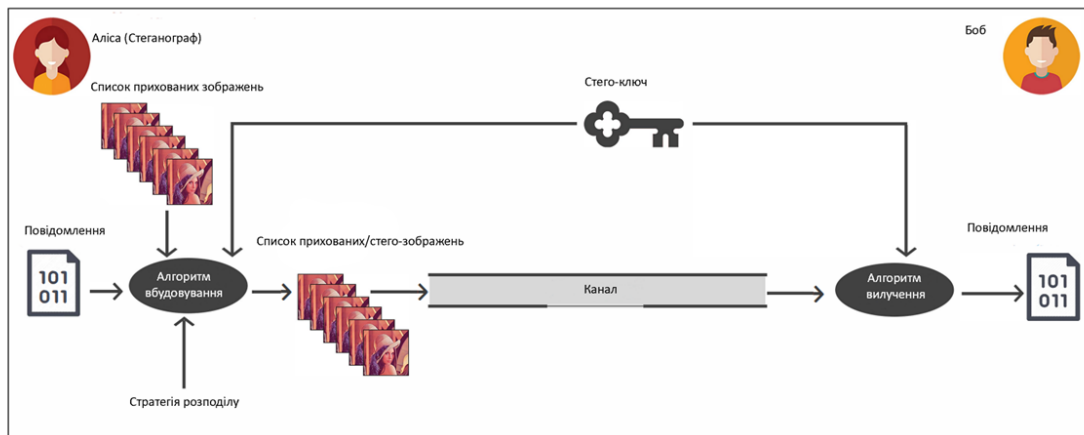 Аліса (Стеганограф)
Боб
Список прихованих зображень
Стего-ключ
Повідомлення
101
011
Алгоритм
вбудовування
Список прихованих/стего-зображень
Канал
Алгоритм
вилучення
Повідомлення
101
011
Стратегія розподілу